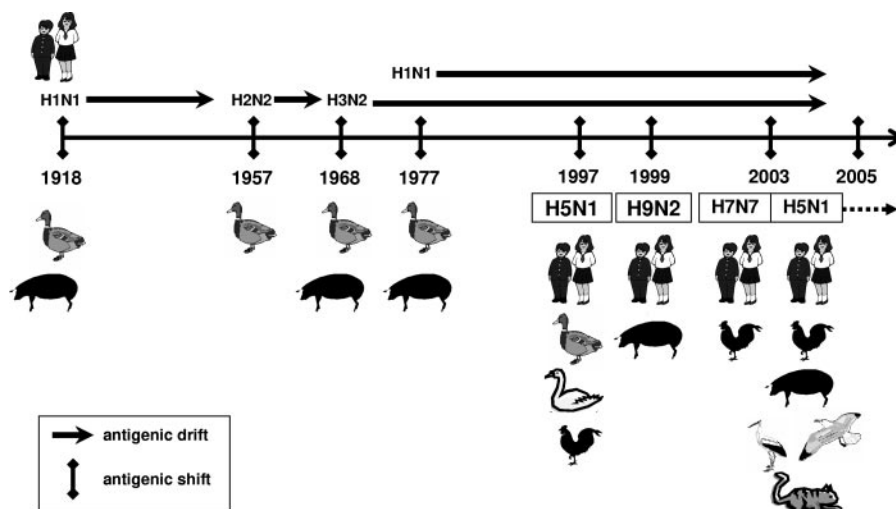 H1N1
H1N1 H2N2 H3N2
1918 1957 1968 1977 1997 1999 2003 2005
H5N1 H9N2 H7N7 H5N1
antigenic drift
antigenic shift